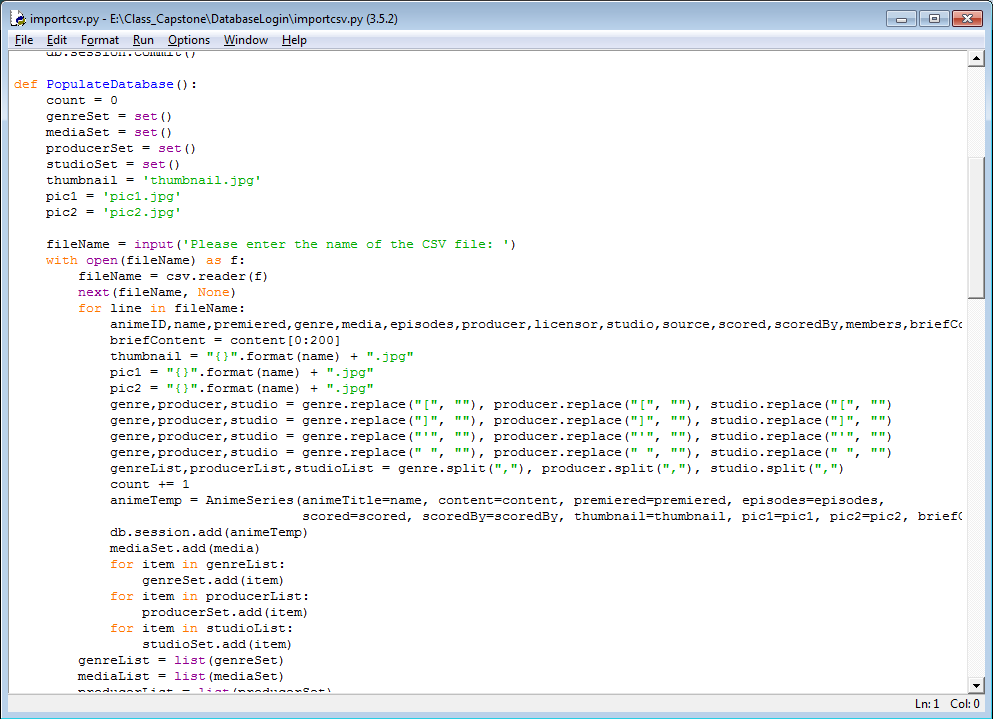 importcsv.py - E:\Class_Capstone\DatabaseLogin\importcsv.py (3.5.2)
File Edit Format Run Options Window Help
db.session.commit()
def PopulateDatabase():
    count = 0
    genreSet = set()
    mediaSet = set()
    producerSet = set()
    studioSet = set()
    thumbnail = 'thumbnail.jpg'
    pic1 = 'pic1.jpg'
    pic2 = 'pic2.jpg'
    fileName = input('Please enter the name of the CSV file: ')
    with open(fileName) as f:
        fileName = csv.reader(f)
        next(fileName, None)
        for line in fileName:
            animeID,name,premiered,genre,media,episodes,producer,licensor,studio,source,scored,scoredBy,members,briefCo
            briefContent = content[0:200]
            thumbnail = "{}".format(name) + ".jpg"
            pic1 = "{}".format(name) + ".jpg"
            pic2 = "{}".format(name) + ".jpg"
            genre,producer,studio = genre.replace("[", ""), producer.replace("[", ""), studio.replace("[", "")
            genre,producer,studio = genre.replace("]", ""), producer.replace("]", ""), studio.replace("]", "")
            genre,producer,studio = genre.replace("'", ""), producer.replace("'", ""), studio.replace("'", "")
            genre,producer,studio = genre.replace(" ", ""), producer.replace(" ", ""), studio.replace(" ", "")
            genreList,producerList,studioList = genre.split(","), producer.split(","), studio.split(",")
            count += 1
            animeTemp = AnimeSeries(animeTitle=name, content=content, premiered=premiered, episodes=episodes,
                                    scored=scored, scoredBy=scoredBy, thumbnail=thumbnail, pic1=pic1, pic2=pic2, briefC
            db.session.add(animeTemp)
            mediaSet.add(media)
            for item in genreList:
                genreSet.add(item)
            for item in producerList:
                producerSet.add(item)
            for item in studioList:
                studioSet.add(item)
        genreList = list(genreSet)
        mediaList = list(mediaSet)
        producerList = list(producerSet)
Ln: 1 Col: 0